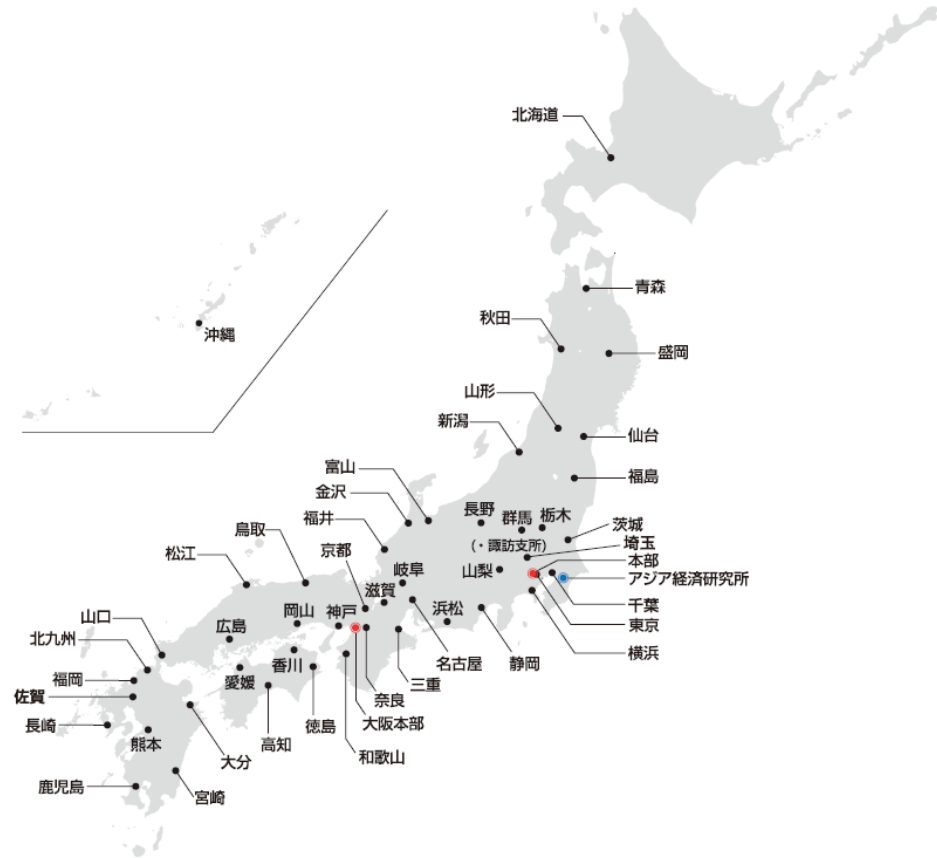 北海道
青森
秋田
盛岡
山形
新潟
仙台
福島
沖縄
富山
金沢
福井
長野
群馬
栃木
(・諏訪支所)
茨城
埼玉
本部
アジア経済研究所
千葉
東京
横浜
山梨
鳥取
松江
京都
岐阜
滋賀
岡山
神戸
浜松
広島
山口
北九州
福岡
佐賀
長崎
熊本
鹿児島
大分
宮崎
愛媛
香川
高知
徳島
和歌山
大阪本部
奈良
三重
名古屋
静岡